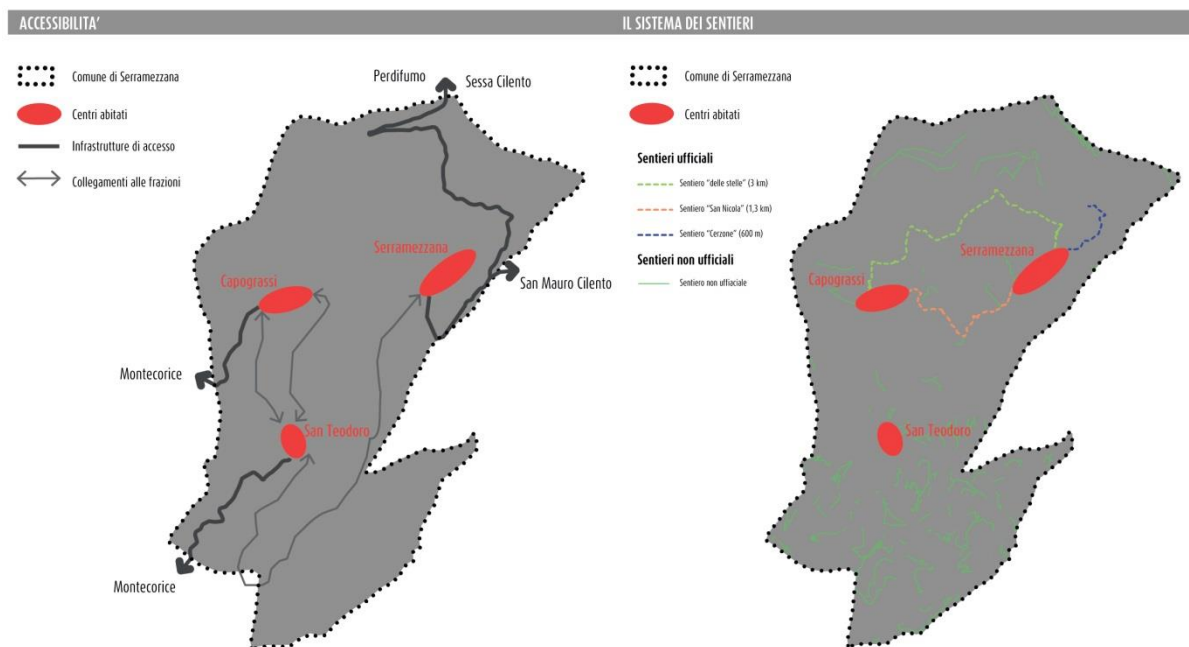 ACCESSIBILITA’
Comune di Serramezzana
Centri abitati
Infrastrutture di accesso
Collegamenti alle frazioni
Perdifumo
Sessa Cilento
Serramezzana
San Mauro Cilento
Capograssi
Montecorice
San Teodoro
Montecorice
IL SISTEMA DEI SENTIERI
Comune di Serramezzana
Centri abitati
Sentieri ufficiali
Sentiero "delle stelle" (3 km)
Sentiero "San Nicola" (1,3 km)
Sentiero "Cerzone" (600 m)
Sentieri non ufficiali
Sentiero non uffiaciale
Serramezzana
Capograssi
San Teodoro